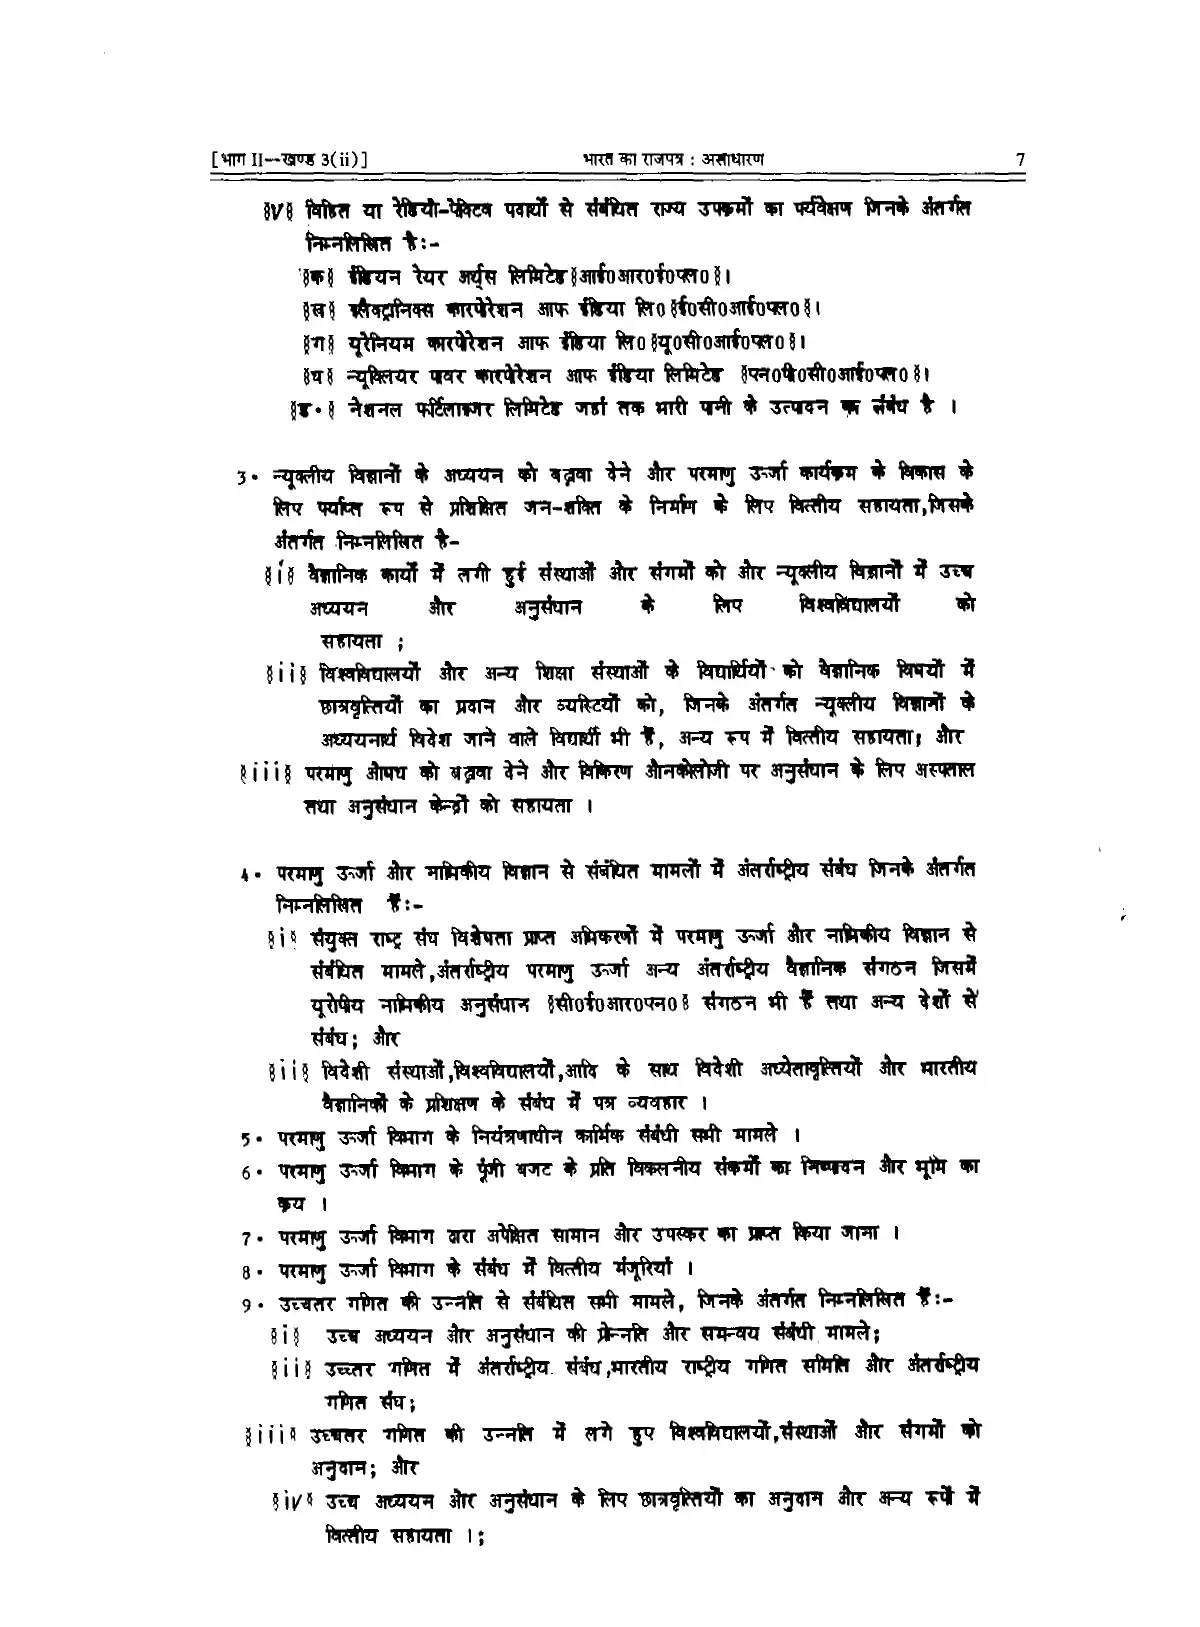 [भाग II—खण्ड 3(ii)] भारत का राजपत्र : असाधारण 7
§v§ विहित या रेडियो-ऐक्टिव पदार्थों से संबंधित राज्य उपक्रमों का पर्यवेक्षण जिनके अंतर्गत
निम्नलिखित है:-
§क§ इंडियन रेयर अर्थ्स लिमिटेड§आई0आर0ई0एल0§।
§ख§ इलैक्ट्रानिक्स कारपोरेशन आफ इंडिया लि0§ई0सी0आई0एल0§।
§ग§ यूरेनियम कारपोरेशन आफ इंडिया लि0§यू0सी0आई0एल0§।
§घ§ न्यूक्लियर पावर कारपोरेशन आफ इंडिया लिमिटेड §एन0पी0सी0आई0एल0§।
§ड·§ नेशनल फर्टिलाइजर लिमिटेड जहां तक भारी पानी के उत्पादन का संबंध है ।
3· न्यूक्लीय विज्ञानों के अध्ययन को बढ़ावा देने और परमाणु ऊर्जा कार्यक्रम के विकास के
लिए पर्याप्त रूप से प्रशिक्षित जन-शक्ति के निर्माण के लिए वित्तीय सहायता,जिसके
अंतर्गत निम्नलिखित है-
§i§ वैज्ञानिक कार्यों में लगी हुई संस्थाओं और संगमों को और न्यूक्लीय विज्ञानों में उच्च
अध्ययन और अनुसंधान के लिए विश्वविद्यालयों को
सहायता ;
§ii§ विश्वविद्यालयों और अन्य शिक्षा संस्थाओं के विद्यार्थियों को वैज्ञानिक विषयों में
छात्रवृत्तियों का प्रदान और व्यष्टियों को, जिनके अंतर्गत न्यूक्लीय विज्ञानों के
अध्ययनार्थ विदेश जाने वाले विद्यार्थी भी हैं, अन्य रूप में वित्तीय सहायता; और
§iii§ परमाणु औषध को बढ़ावा देने और विकिरण औनकोलोजी पर अनुसंधान के लिए अस्पताल
तथा अनुसंधान केन्द्रों को सहायता ।
4· परमाणु ऊर्जा और नाभिकीय विज्ञान से संबंधित मामलों में अंतर्राष्ट्रीय संबंध जिनके अंतर्गत
निम्नलिखित हैं:-
§i§ संयुक्त राष्ट्र संघ विशेषता प्राप्त अभिकरणों में परमाणु ऊर्जा और नाभिकीय विज्ञान से
संबंधित मामले,अंतर्राष्ट्रीय परमाणु ऊर्जा अन्य अंतर्राष्ट्रीय वैज्ञानिक संगठन जिसमें
यूरोपीय नाभिकीय अनुसंधान §सी0ई0आर0एन0§ संगठन भी हैं तथा अन्य देशों से
संबंध; और
§ii§ विदेशी संस्थाओं,विश्वविद्यालयों,आदि के साथ विदेशी अध्येतावृत्तियों और भारतीय
वैज्ञानिकों के प्रशिक्षण के संबंध में पत्र व्यवहार ।
5· परमाणु ऊर्जा विभाग के नियंत्रणाधीन कार्मिक संबंधी सभी मामले ।
6· परमाणु ऊर्जा विभाग के पूंजी बजट के प्रति विकलनीय संकर्मों का निष्पादन और भूमि का
क्रय ।
7· परमाणु ऊर्जा विभाग द्वारा अपेक्षित सामान और उपस्कर का प्राप्त किया जाना ।
8· परमाणु ऊर्जा विभाग के संबंध में वित्तीय मंजूरियां ।
9· उच्चतर गणित की उन्नति से संबंधित सभी मामले, जिनके अंतर्गत निम्नलिखित हैं:-
§i§ उच्च अध्ययन और अनुसंधान की प्रोन्नति और समन्वय संबंधी मामले;
§ii§ उच्च्तर गणित में अंतर्राष्ट्रीय संबंध,भारतीय राष्ट्रीय गणित समिति और अंतर्राष्ट्रीय
गणित संघ;
§iii§ उच्चतर गणित की उन्नति में लगे हुए विश्वविद्यालयों,संस्थाओं और संगमों को
अनुदान; और
§iv§ उच्च अध्ययन और अनुसंधान के लिए छात्रवृत्तियों का अनुदान और अन्य रूपों में
वित्तीय सहायता ।;